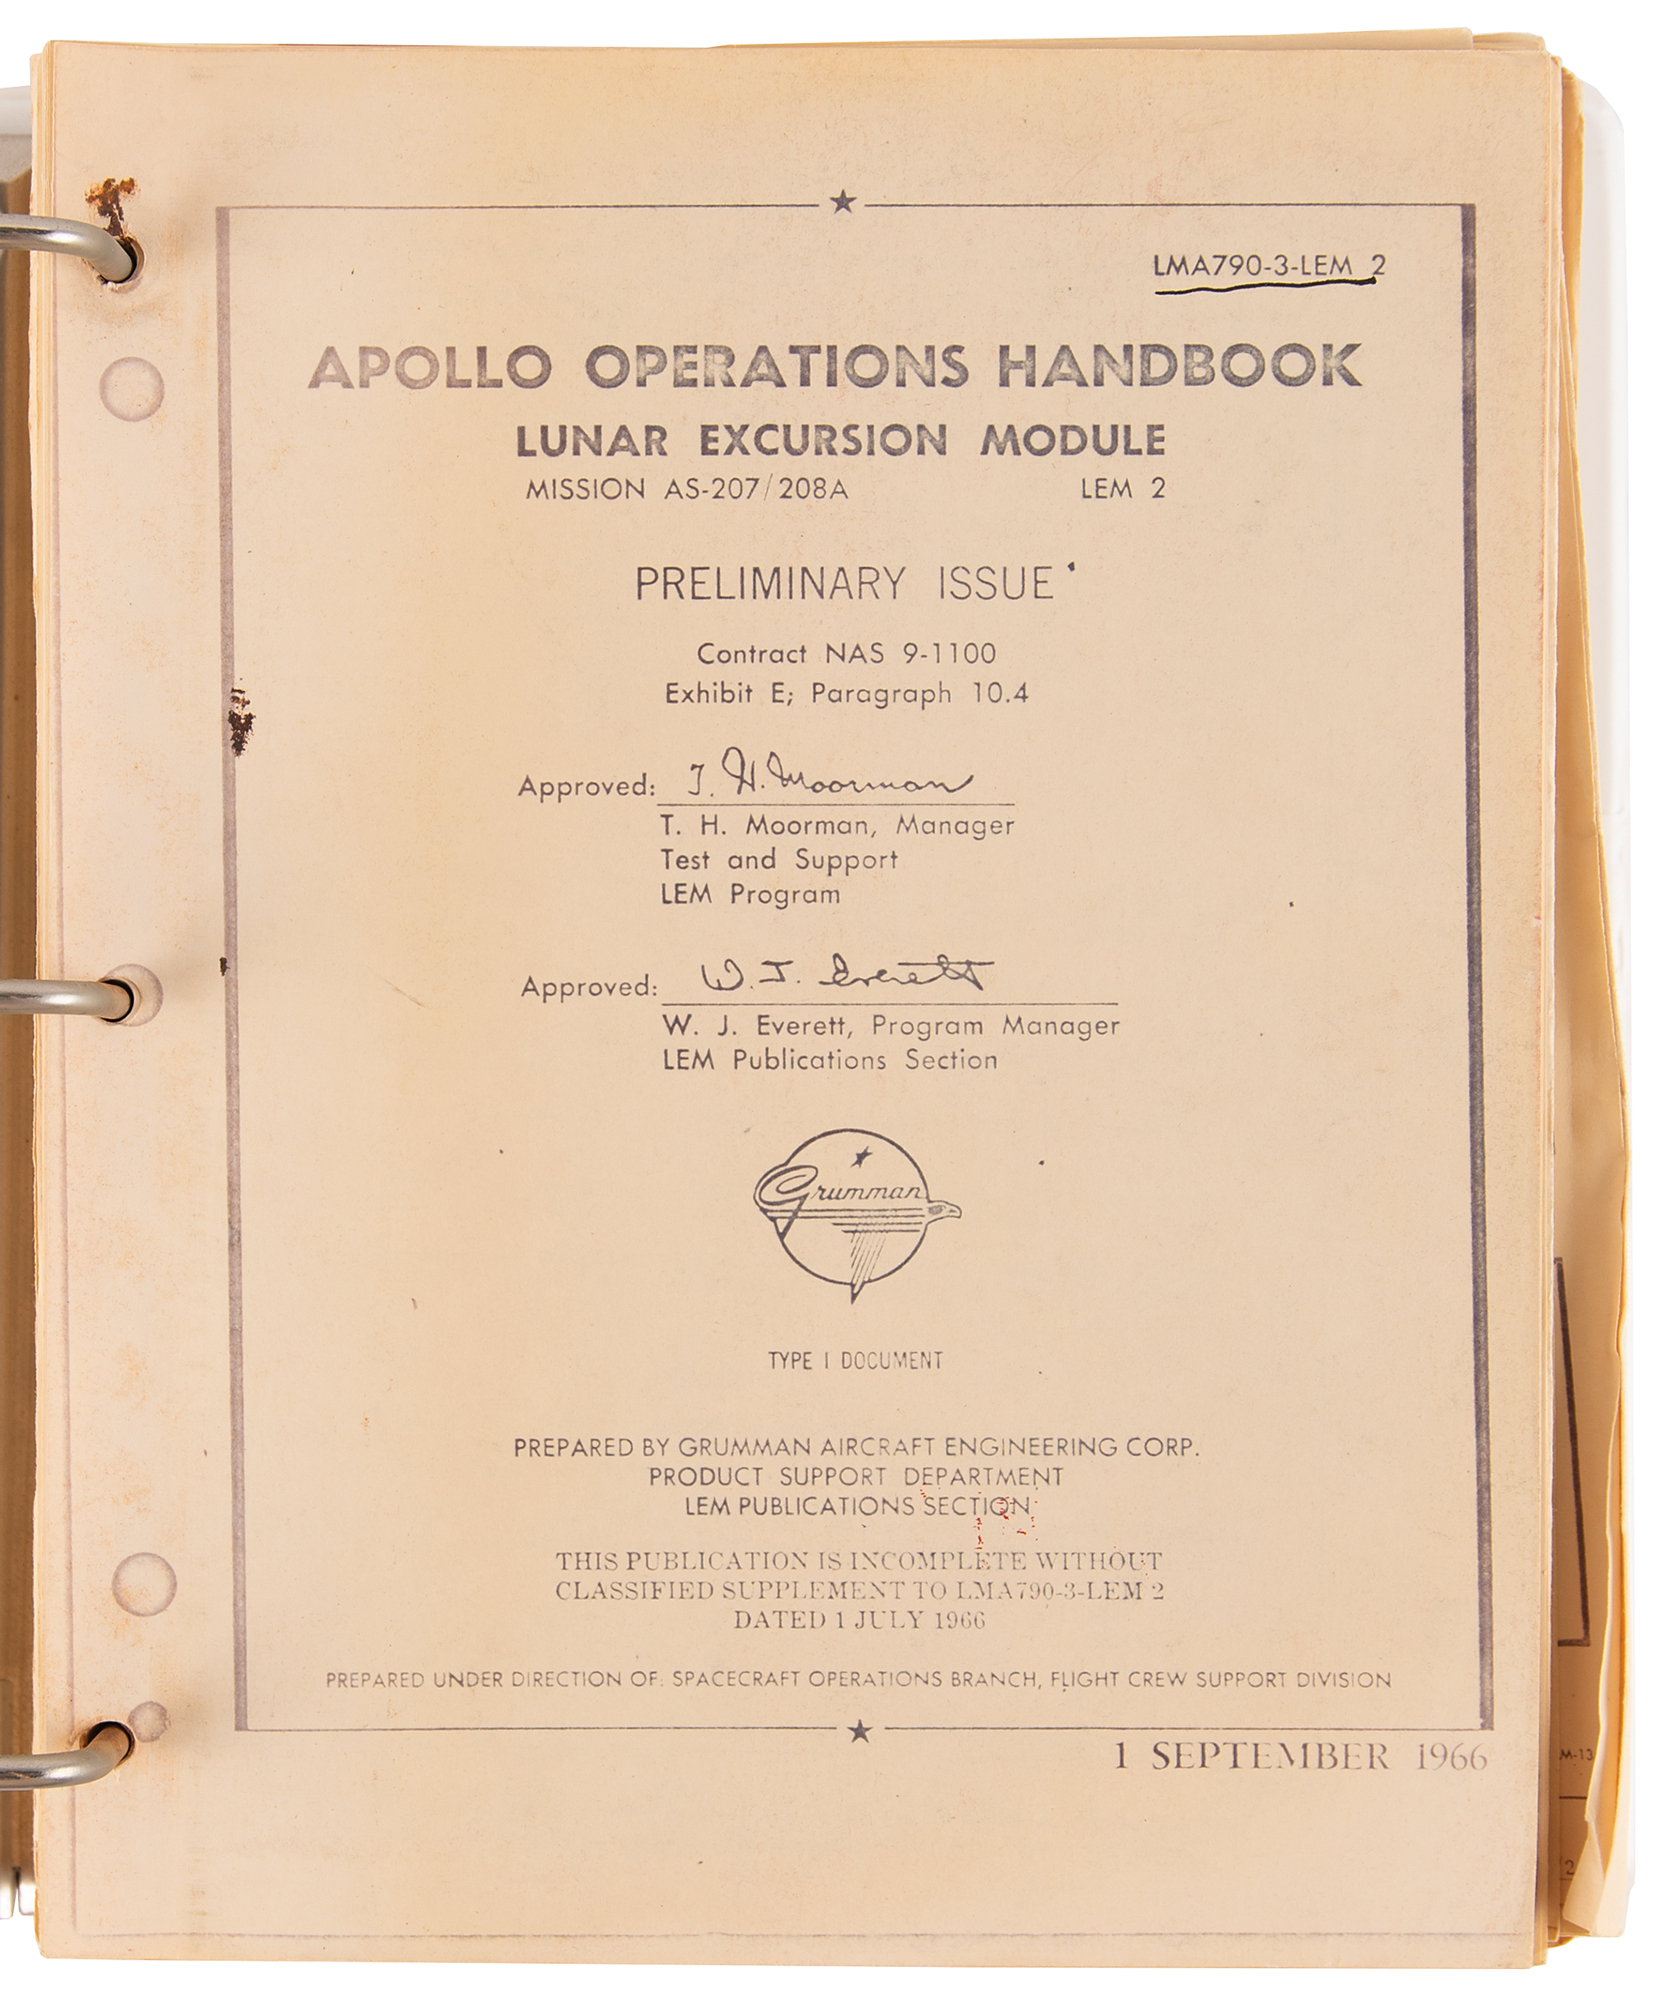 LMA790-3-LEM 2
APOLLO OPERATIONS HANDBOOK
LUNAR EXCURSION MODULE
MISSION AS-207/208A LEM 2
PRELIMINARY ISSUE
Contract NAS 9-1100
Exhibit E; Paragraph 10.4
Approved: T. H. Moorman
T. H. Moorman, Manager
Test and Support
LEM Program
Approved: W. J. Everett
W. J. Everett, Program Manager
LEM Publications Section
Grumman
TYPE I DOCUMENT
PREPARED BY GRUMMAN AIRCRAFT ENGINEERING CORP.
PRODUCT SUPPORT DEPARTMENT
LEM PUBLICATIONS SECTION
THIS PUBLICATION IS INCOMPLETE WITHOUT
CLASSIFIED SUPPLEMENT TO LMA790-3-LEM 2
DATED 1 JULY 1966
PREPARED UNDER DIRECTION OF: SPACECRAFT OPERATIONS BRANCH, FLIGHT CREW SUPPORT DIVISION
1 SEPTEMBER 1966
M-13
2